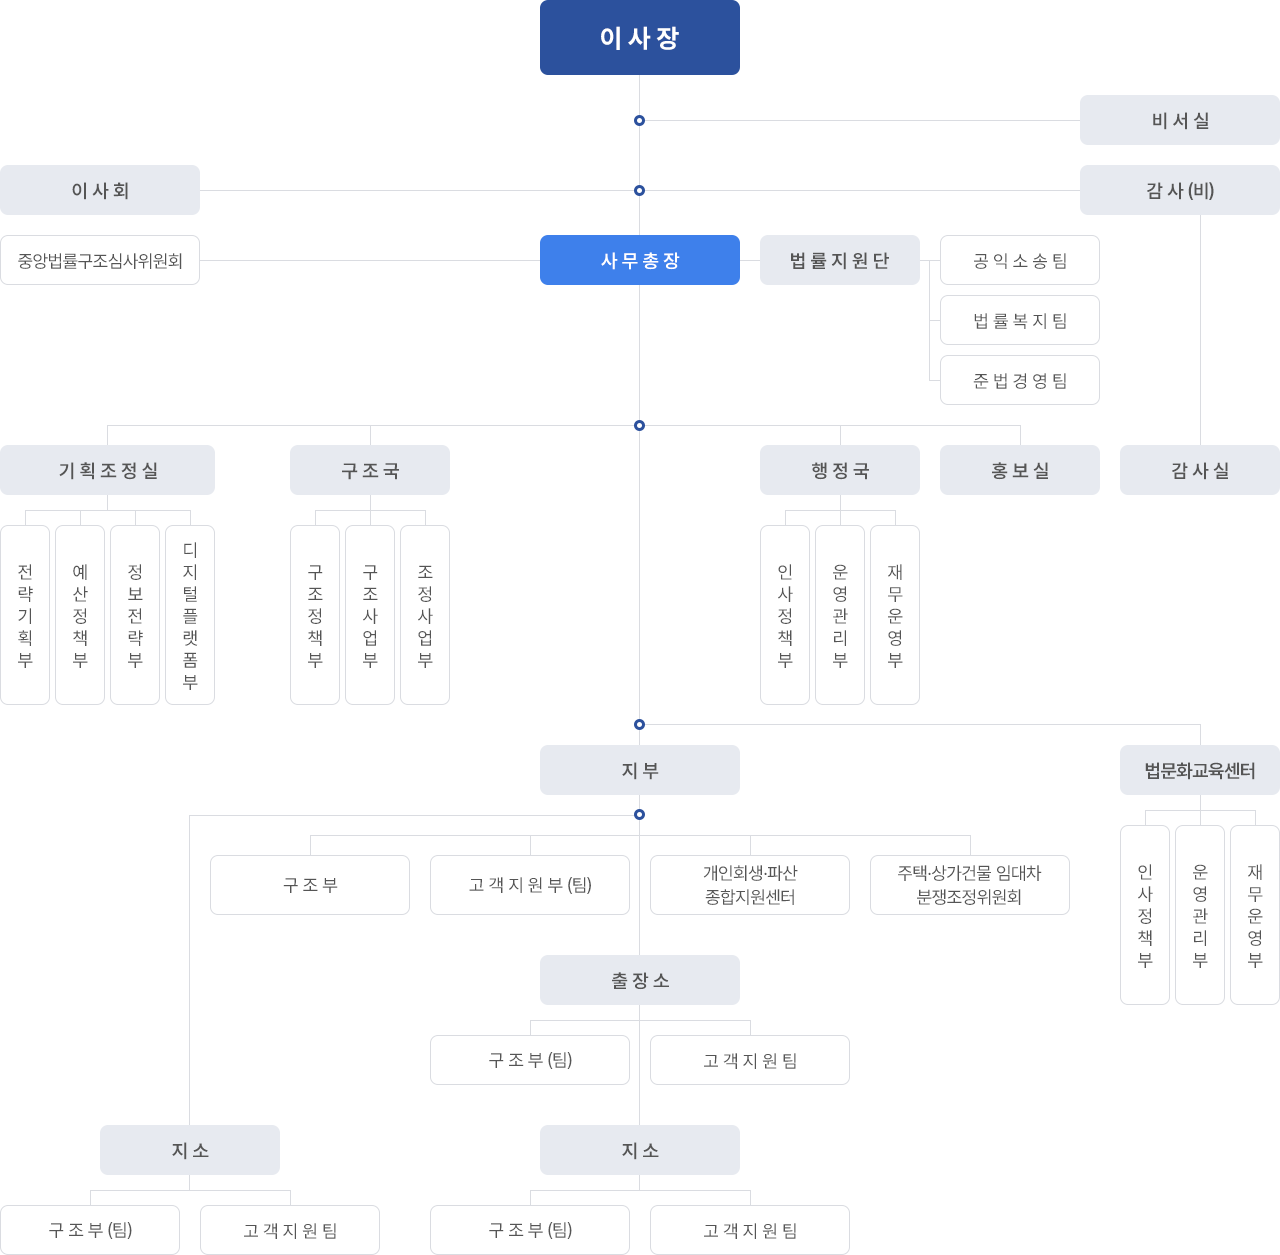 이사장
비서실
이사회
감사(비)
중앙법률구조심사위원회
사무총장
법률지원단
공익소송팀
법률복지팀
준법경영팀
기획조정실
구조국
행정국
홍보실
감사실
전략기획부
예산정책부
정보전략부
디지털플랫폼부
구조정책부
구조사업부
조정사업부
인사정책부
운영관리부
재무운영부
지부
법문화교육센터
구조부
고객지원부(팀)
개인회생·파산
종합지원센터
주택·상가건물 임대차
분쟁조정위원회
인사정책부
운영관리부
재무운영부
출장소
구조부(팀)
고객지원팀
지소
지소
구조부(팀)
고객지원팀
구조부(팀)
고객지원팀